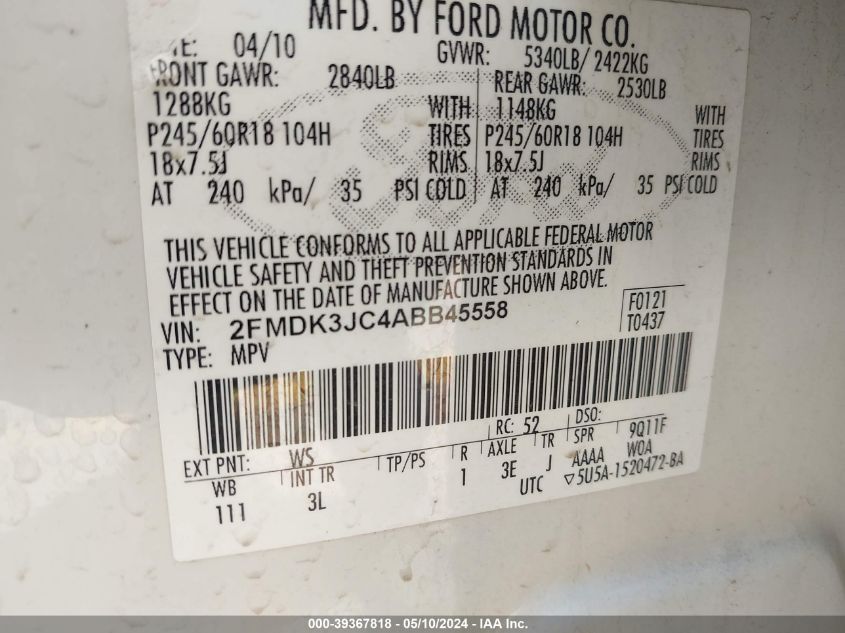 MFD. BY FORD MOTOR CO.
04/10 GVWR: 5340LB/ 2422KG
FRONT GAWR: 2840LB REAR GAWR: 2530LB
1288KG WITH 1148KG WITH
P245/60R18 104H TIRES P245/60R18 104H TIRES
18x7.5J RIMS 18x7.5J RIMS
AT 240 kPa/ 35 PSI COLD AT 240 kPa/ 35 PSI COLD
THIS VEHICLE CONFORMS TO ALL APPLICABLE FEDERAL MOTOR
VEHICLE SAFETY AND THEFT PREVENTION STANDARDS IN
EFFECT ON THE DATE OF MANUFACTURE SHOWN ABOVE.
VIN: 2FMDK3JC4ABB45558 F0121
TYPE: MPV T0437
RC: 52 DSO:
EXT PNT: WS 9Q11F
WB INT TR TP/PS R AXLE TR SPR WOA
111 3L 1 3E J AAAA
UTC ▽5U5A-1520472-BA
000-39367818 - 05/10/2024 - IAA Inc.